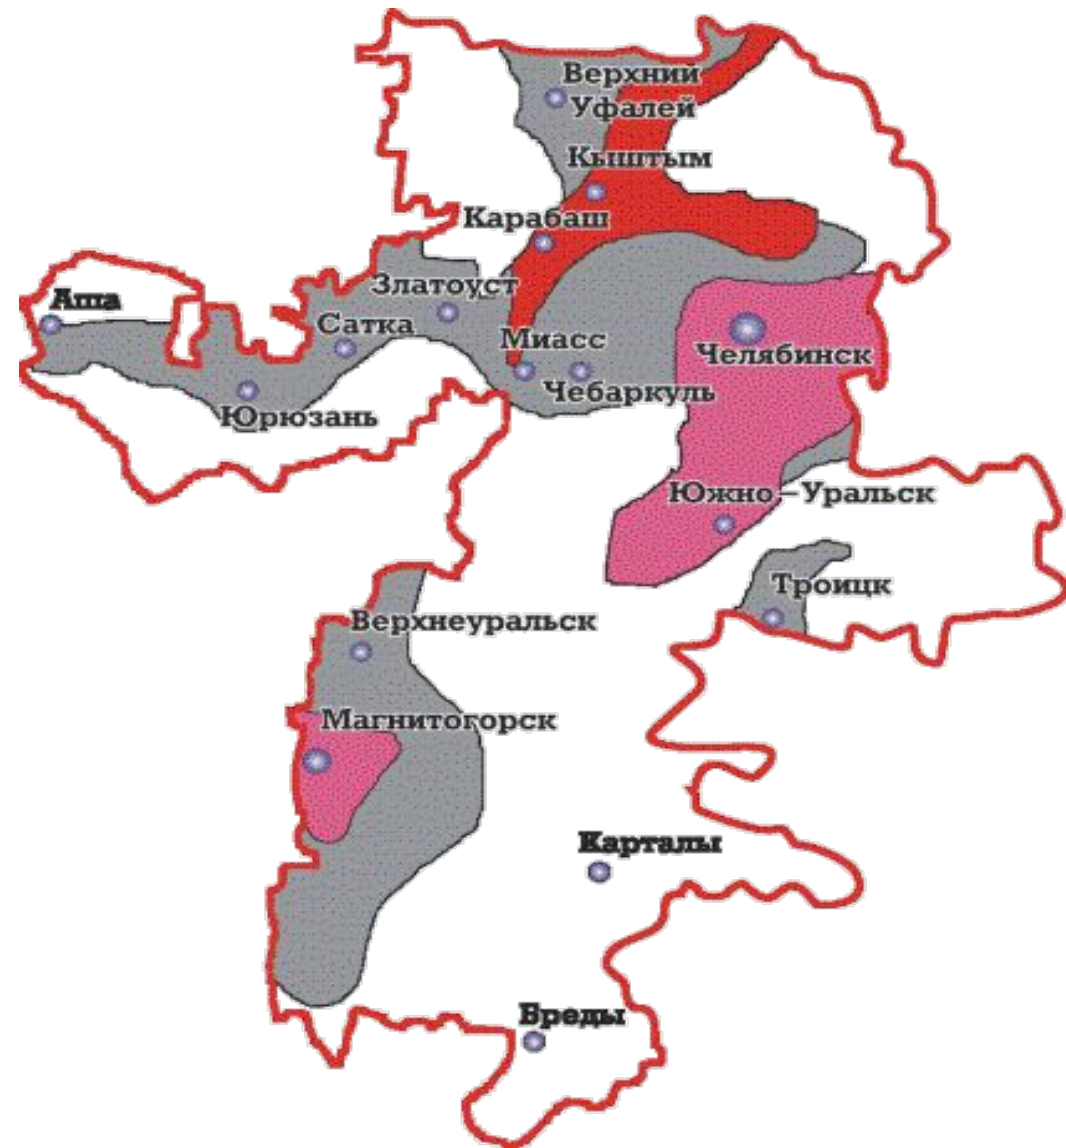 Верхний
Уфалей
Кыштым
Карабаш
Златоуст
Аша
Сатка
Миасс
Челябинск
Чебаркуль
Юрюзань
Южно-Уральск
Троицк
Верхнеуральск
Магнитогорск
Карталы
Бреды